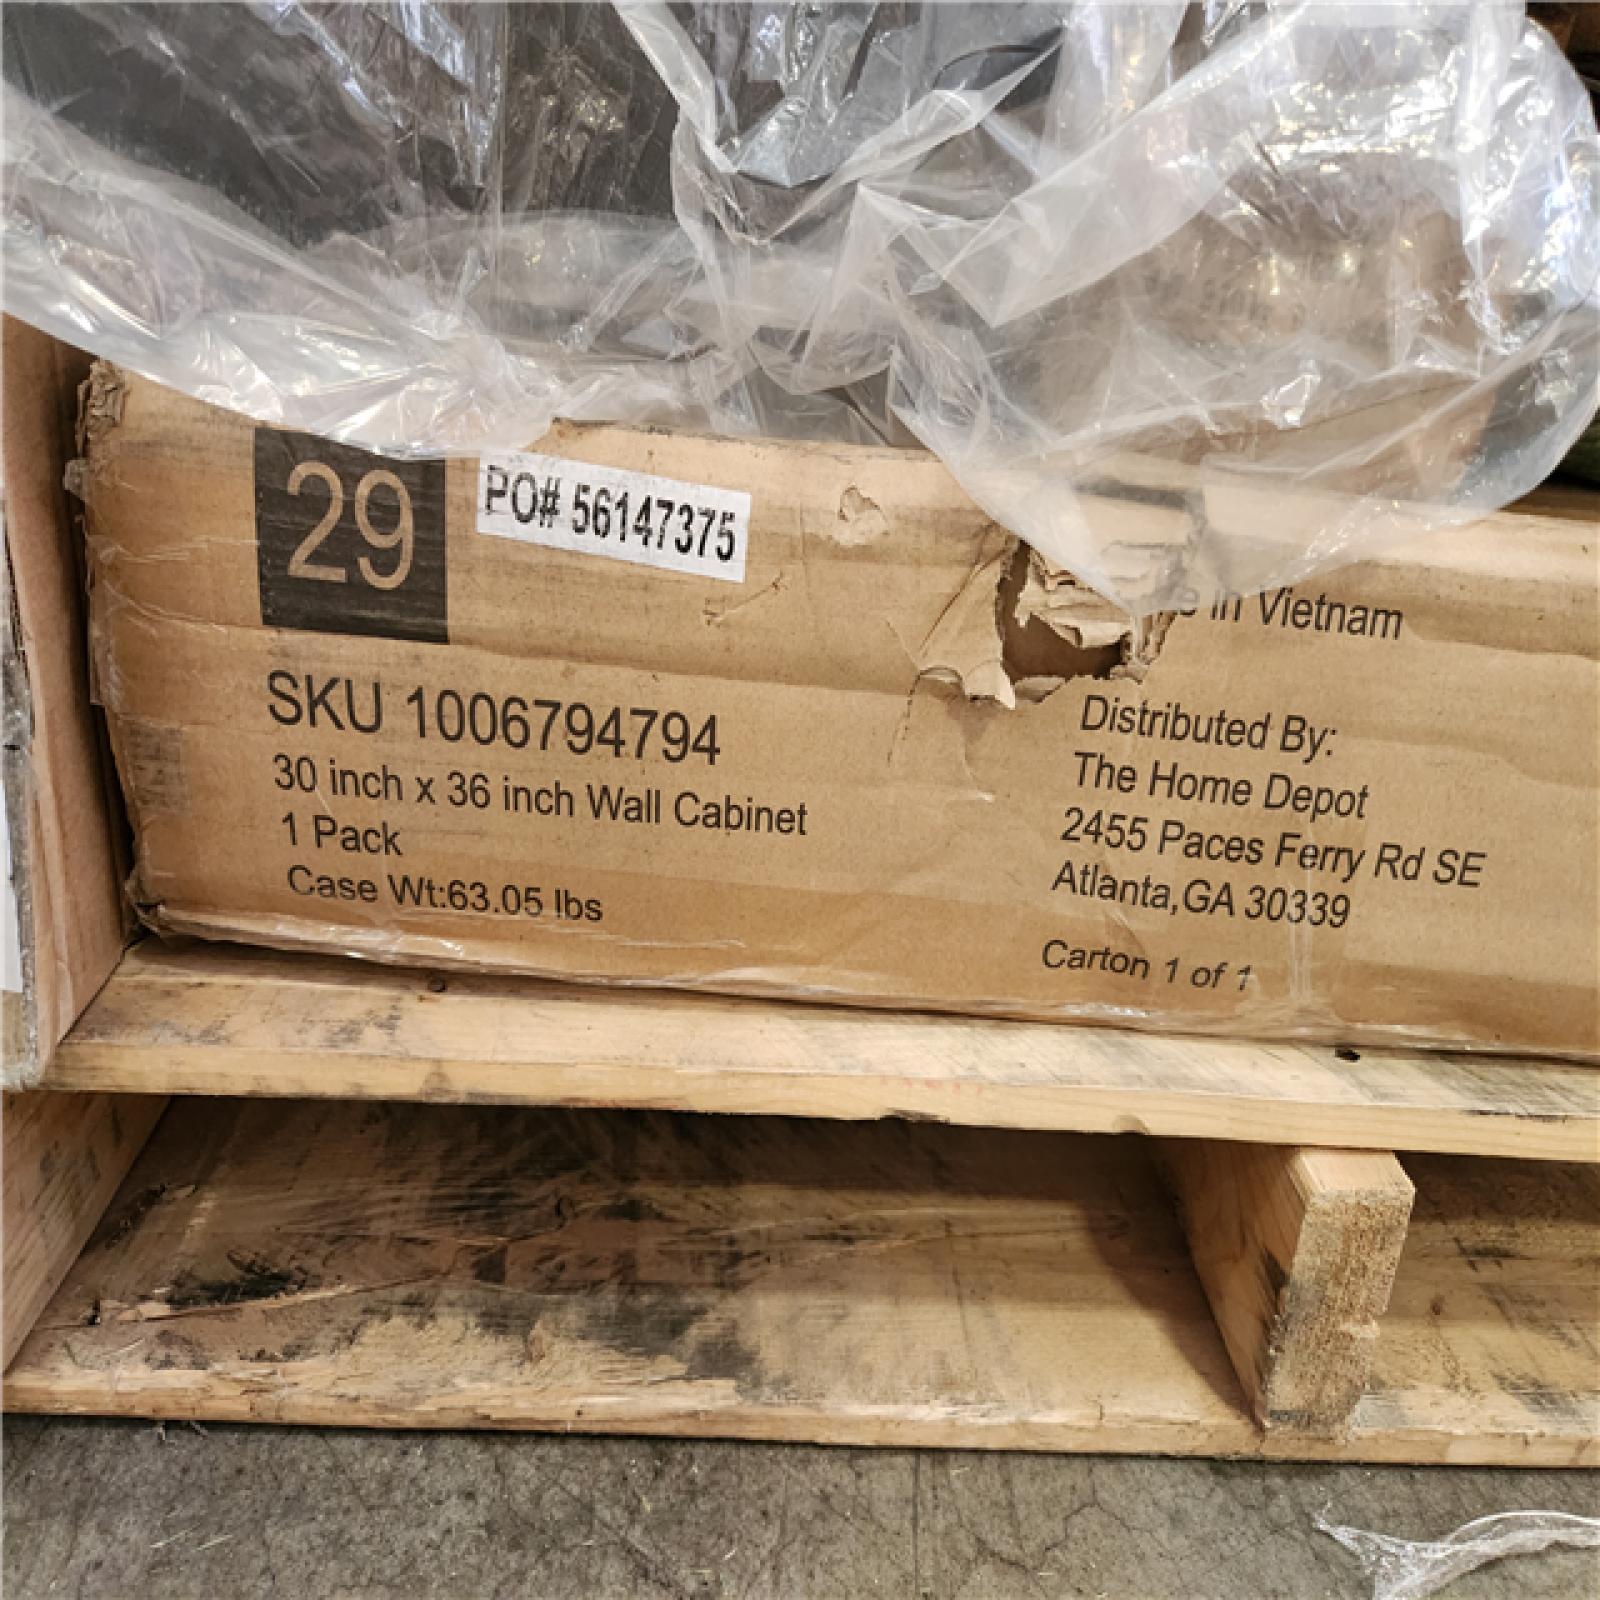 29
PO# 56147375
SKU 1006794794
30 inch x 36 inch Wall Cabinet
1 Pack
Case Wt:63.05 lbs
in Vietnam
Distributed By:
The Home Depot
2455 Paces Ferry Rd SE
Atlanta,GA 30339
Carton 1 of 1